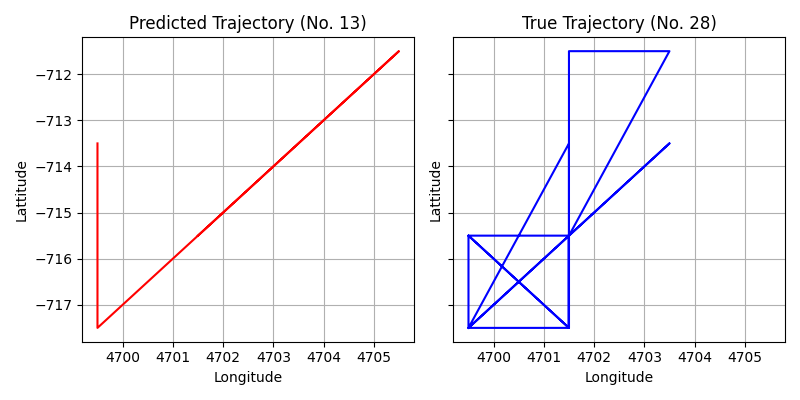 Predicted Trajectory (No. 13)
True Trajectory (No. 28)
Lattitude
−712
−713
−714
−715
−716
−717
4700 4701 4702 4703 4704 4705
Longitude
Lattitude
4700 4701 4702 4703 4704 4705
Longitude